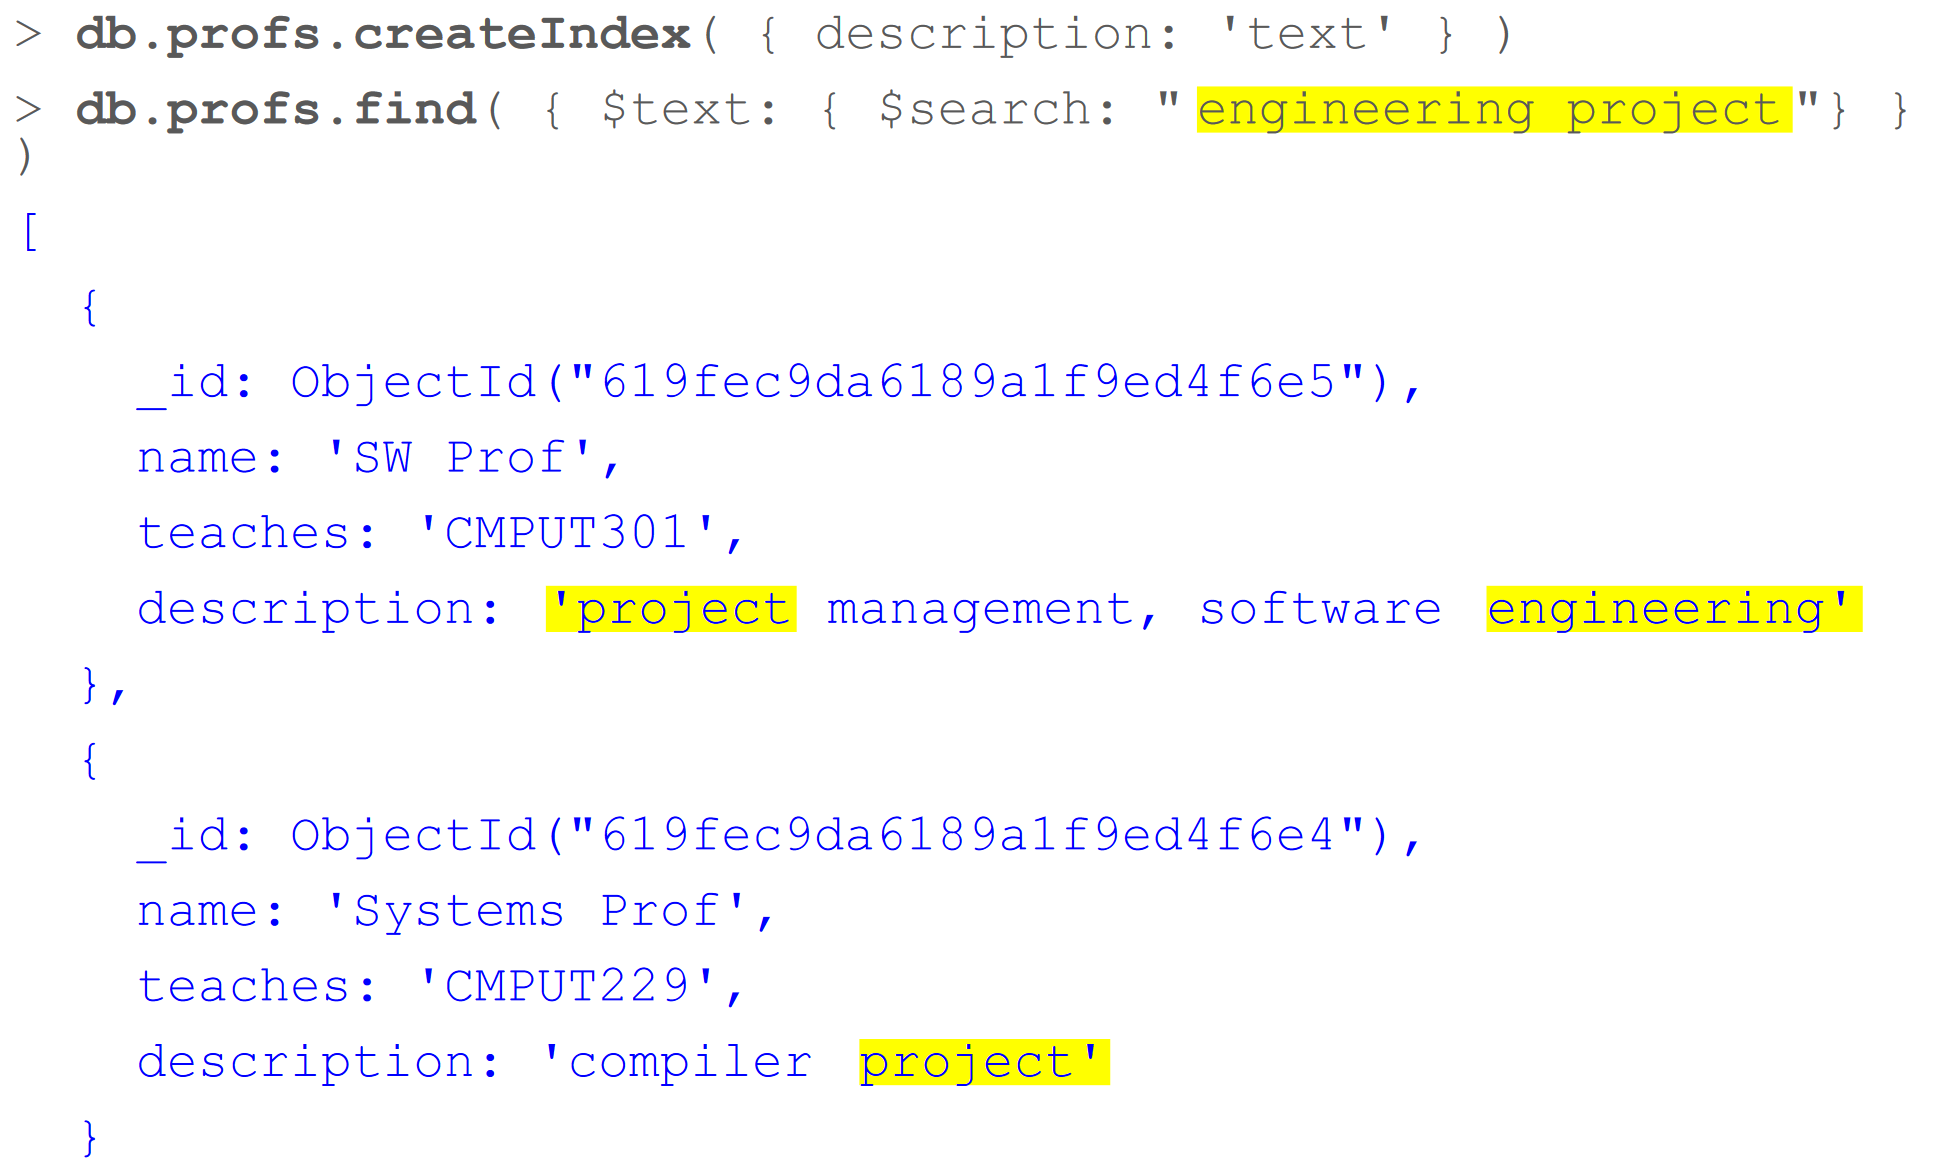 > db.profs.createIndex( { description: 'text' } )
> db.profs.find( { $text: { $search: "engineering project"} }
)
[
{
_id: ObjectId("619fec9da6189a1f9ed4f6e5"),
name: 'SW Prof',
teaches: 'CMPUT301',
description: 'project management, software engineering'
},
{
_id: ObjectId("619fec9da6189a1f9ed4f6e4"),
name: 'Systems Prof',
teaches: 'CMPUT229',
description: 'compiler project'
}